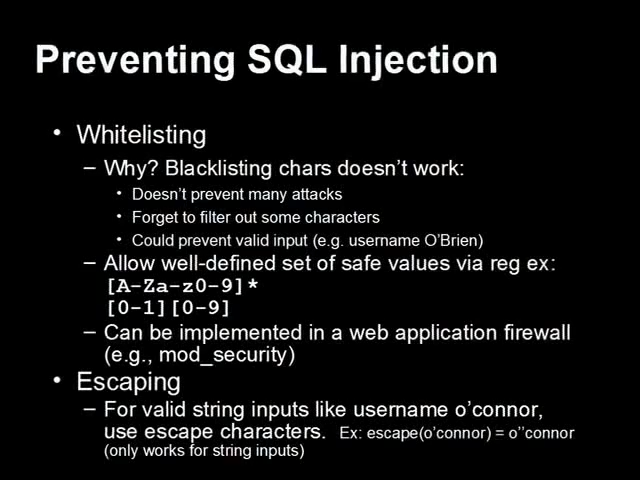 Preventing SQL Injection
• Whitelisting
– Why? Blacklisting chars doesn’t work:
• Doesn’t prevent many attacks
• Forget to filter out some characters
• Could prevent valid input (e.g. username O’Brien)
– Allow well-defined set of safe values via reg ex:
[A-Za-z0-9]*
[0-1][0-9]
– Can be implemented in a web application firewall
(e.g., mod_security)
• Escaping
– For valid string inputs like username o’connor,
use escape characters. Ex: escape(o’connor) = o’’connor
(only works for string inputs)